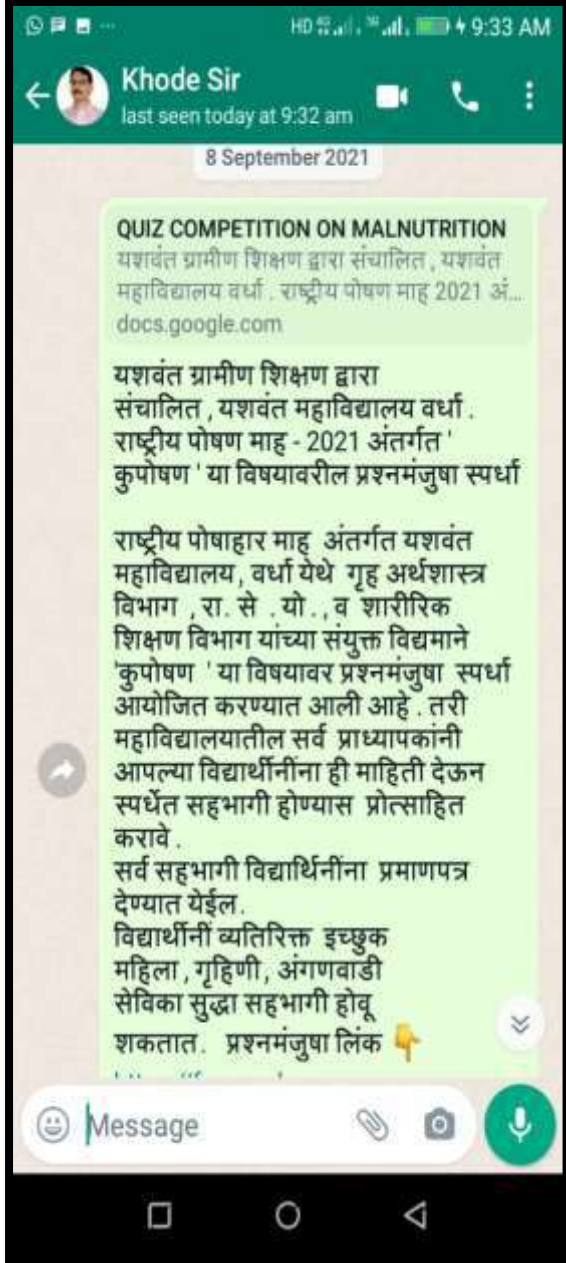 HD 4G 3G 9:33 AM
Khode Sir
last seen today at 9:32 am
8 September 2021
QUIZ COMPETITION ON MALNUTRITION
यशवंत ग्रामीण शिक्षण द्वारा संचालित , यशवंत
महाविद्यालय वर्धा . राष्ट्रीय पोषण माह 2021 अं...
docs.google.com
यशवंत ग्रामीण शिक्षण द्वारा
संचालित , यशवंत महाविद्यालय वर्धा .
राष्ट्रीय पोषण माह - 2021 अंतर्गत '
कुपोषण ' या विषयावरील प्रश्नमंजुषा स्पर्धा
राष्ट्रीय पोषाहार माह अंतर्गत यशवंत
महाविद्यालय, वर्धा येथे गृह अर्थशास्त्र
विभाग , रा. से . यो . , व शारीरिक
शिक्षण विभाग यांच्या संयुक्त विद्यमाने
'कुपोषण ' या विषयावर प्रश्नमंजुषा स्पर्धा
आयोजित करण्यात आली आहे . तरी
महाविद्यालयातील सर्व प्राध्यापकांनी
आपल्या विद्यार्थीनींना ही माहिती देऊन
स्पर्धेत सहभागी होण्यास प्रोत्साहित
करावे .
सर्व सहभागी विद्यार्थिनींना प्रमाणपत्र
देण्यात येईल .
विद्यार्थीनीं व्यतिरिक्त इच्छुक
महिला , गृहिणी , अंगणवाडी
सेविका सुद्धा सहभागी होवू
शकतात . प्रश्नमंजुषा लिंक 👇
Message